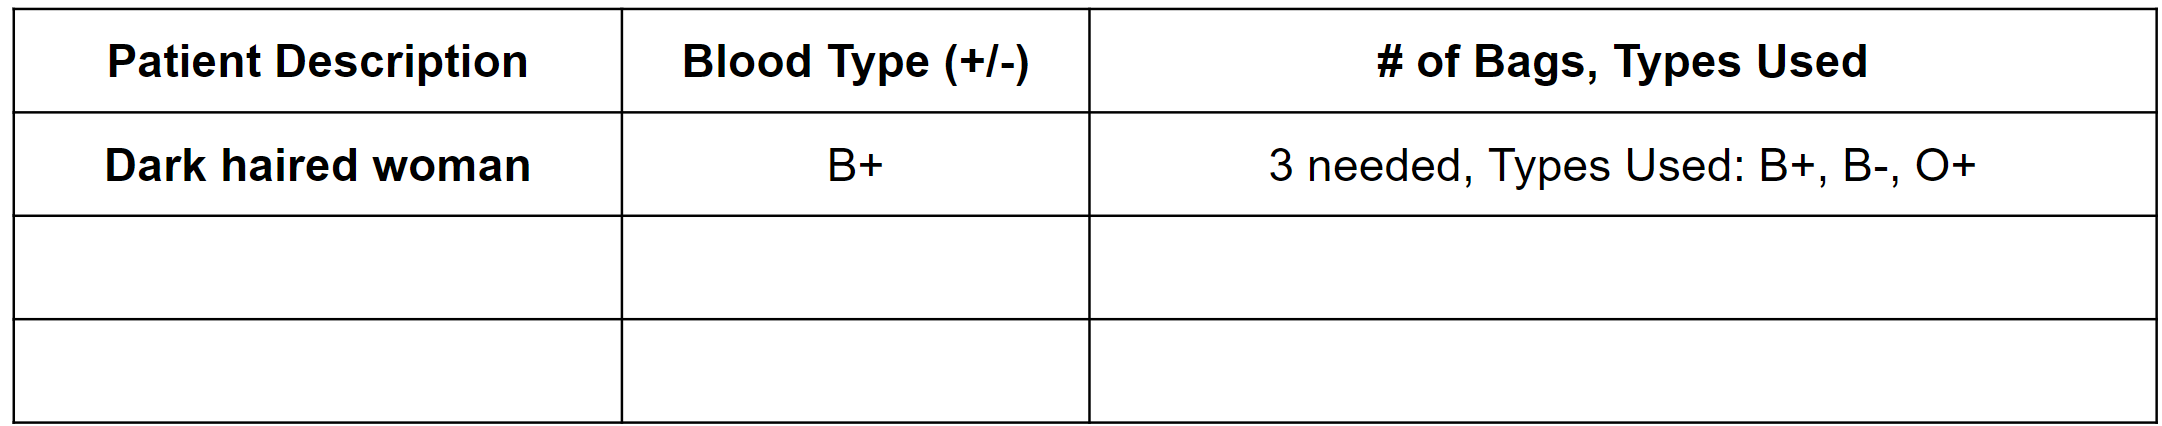 Patient Description
Blood Type (+/-)
# of Bags, Types Used
Dark haired woman
B+
3 needed, Types Used: B+, B-, O+